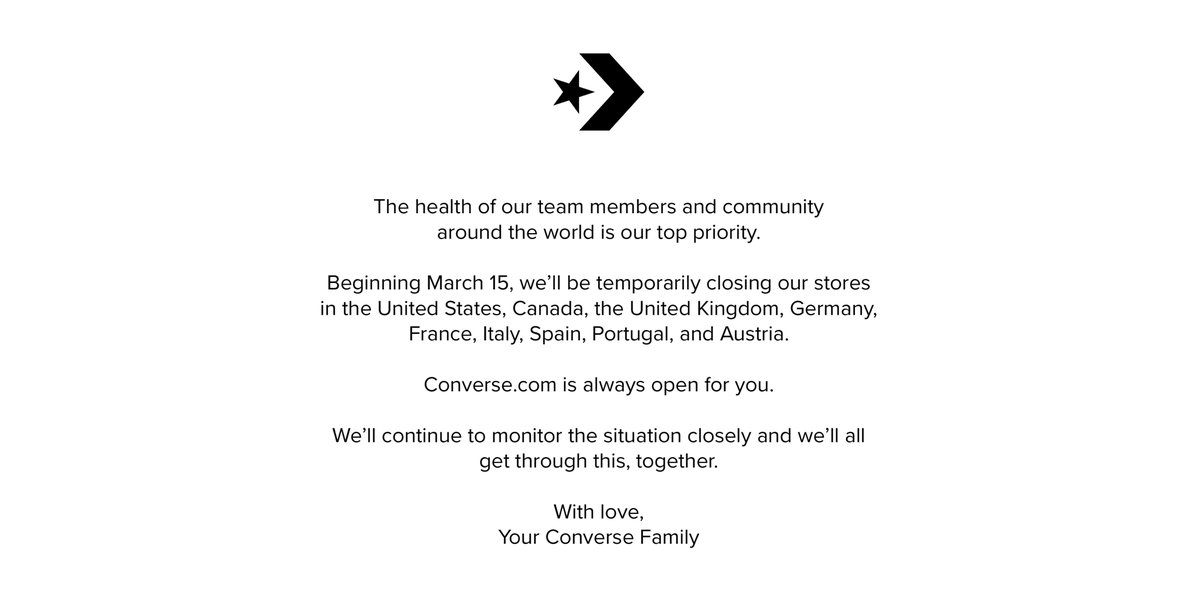 The health of our team members and community
around the world is our top priority.
Beginning March 15, we’ll be temporarily closing our stores
in the United States, Canada, the United Kingdom, Germany,
France, Italy, Spain, Portugal, and Austria.
Converse.com is always open for you.
We’ll continue to monitor the situation closely and we’ll all
get through this, together.
With love,
Your Converse Family